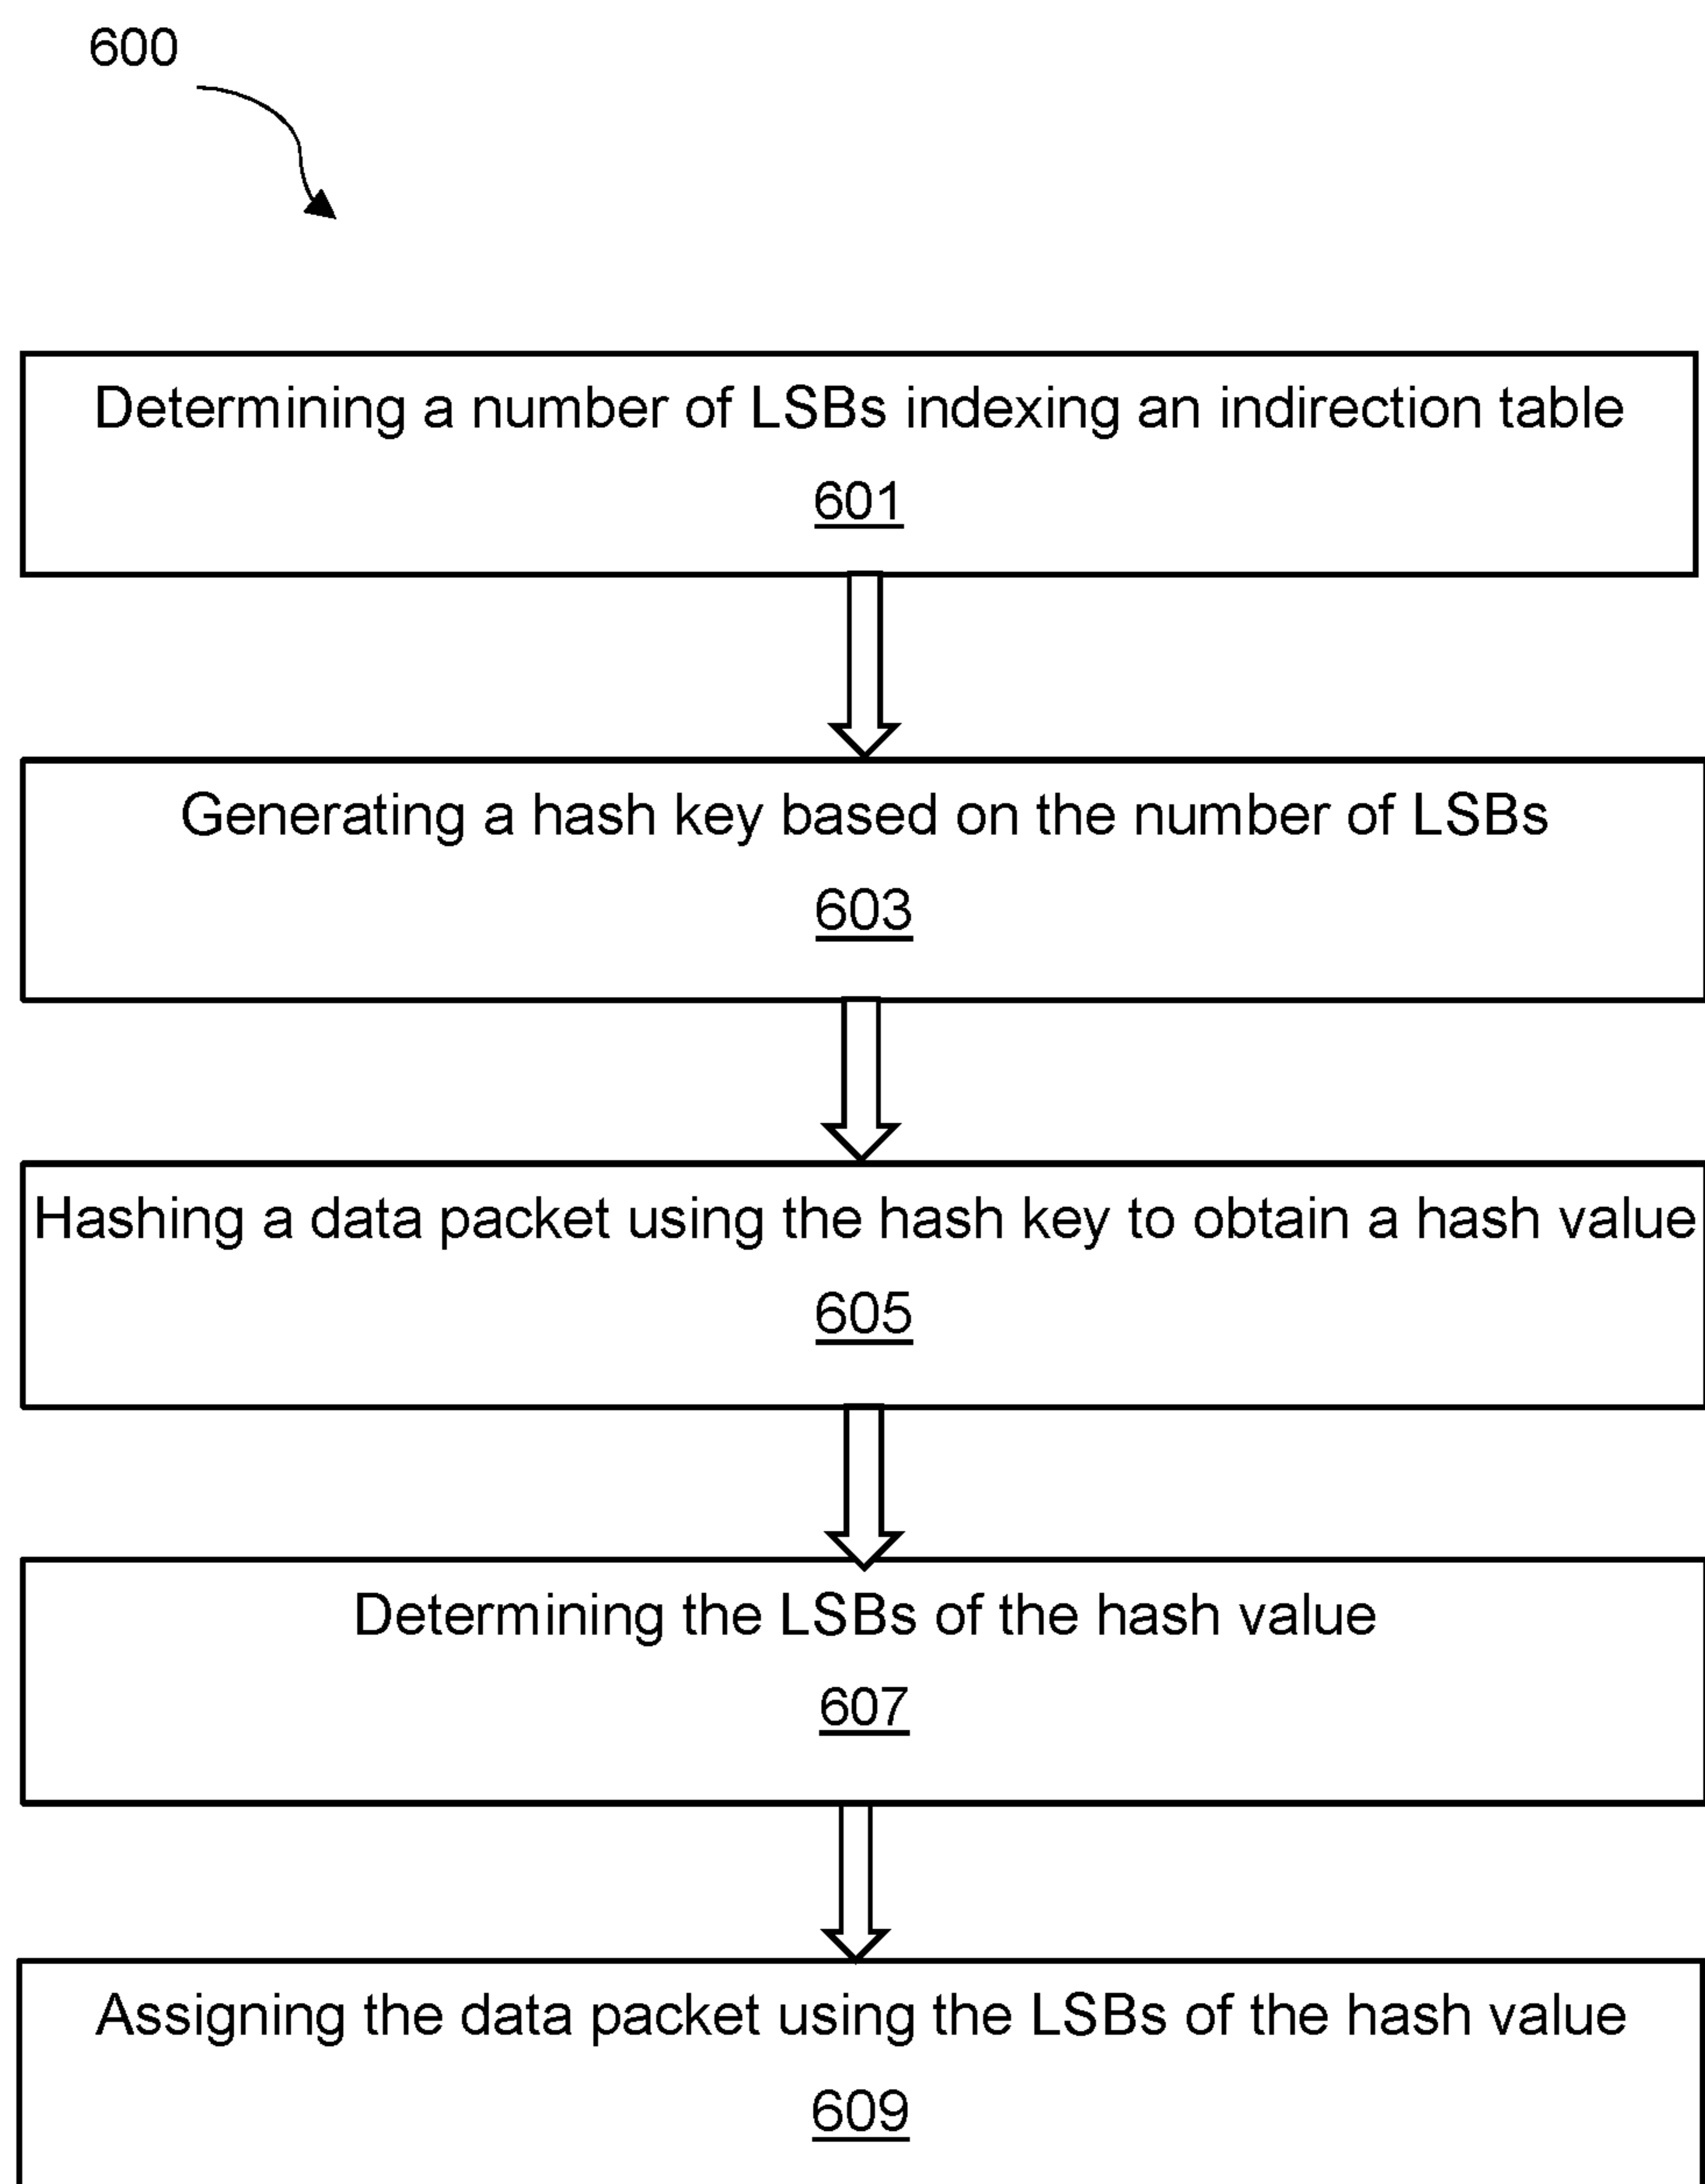 600
Determining a number of LSBs indexing an indirection table
601
Generating a hash key based on the number of LSBs
603
Hashing a data packet using the hash key to obtain a hash value
605
Determining the LSBs of the hash value
607
Assigning the data packet using the LSBs of the hash value
609